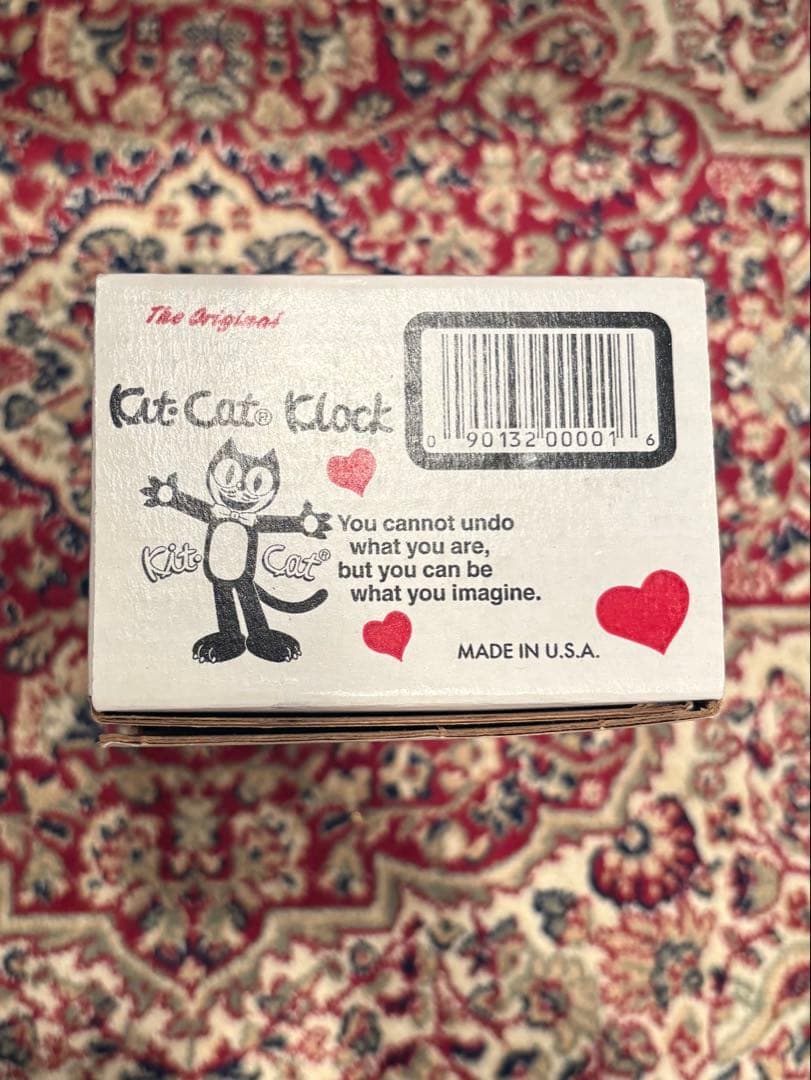 The Original
Kit-Cat® Klock
0 90132 00001 6
Kit- Cat®
You cannot undo
what you are,
but you can be
what you imagine.
MADE IN U.S.A.